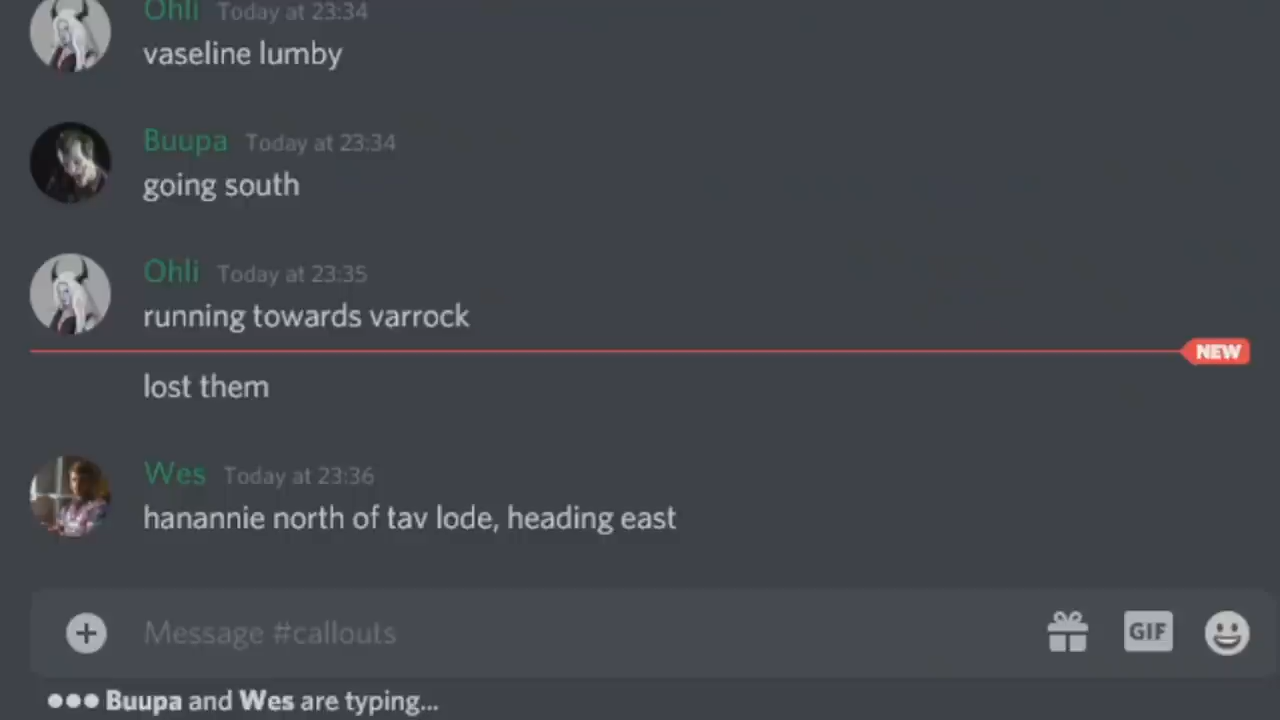 Ohli Today at 23:34
vaseline lumby
Buupa Today at 23:34
going south
Ohli Today at 23:35
running towards varrock
NEW
lost them
Wes Today at 23:36
hanannie north of tav lode, heading east
Message #callouts
GIF
Buupa and Wes are typing...